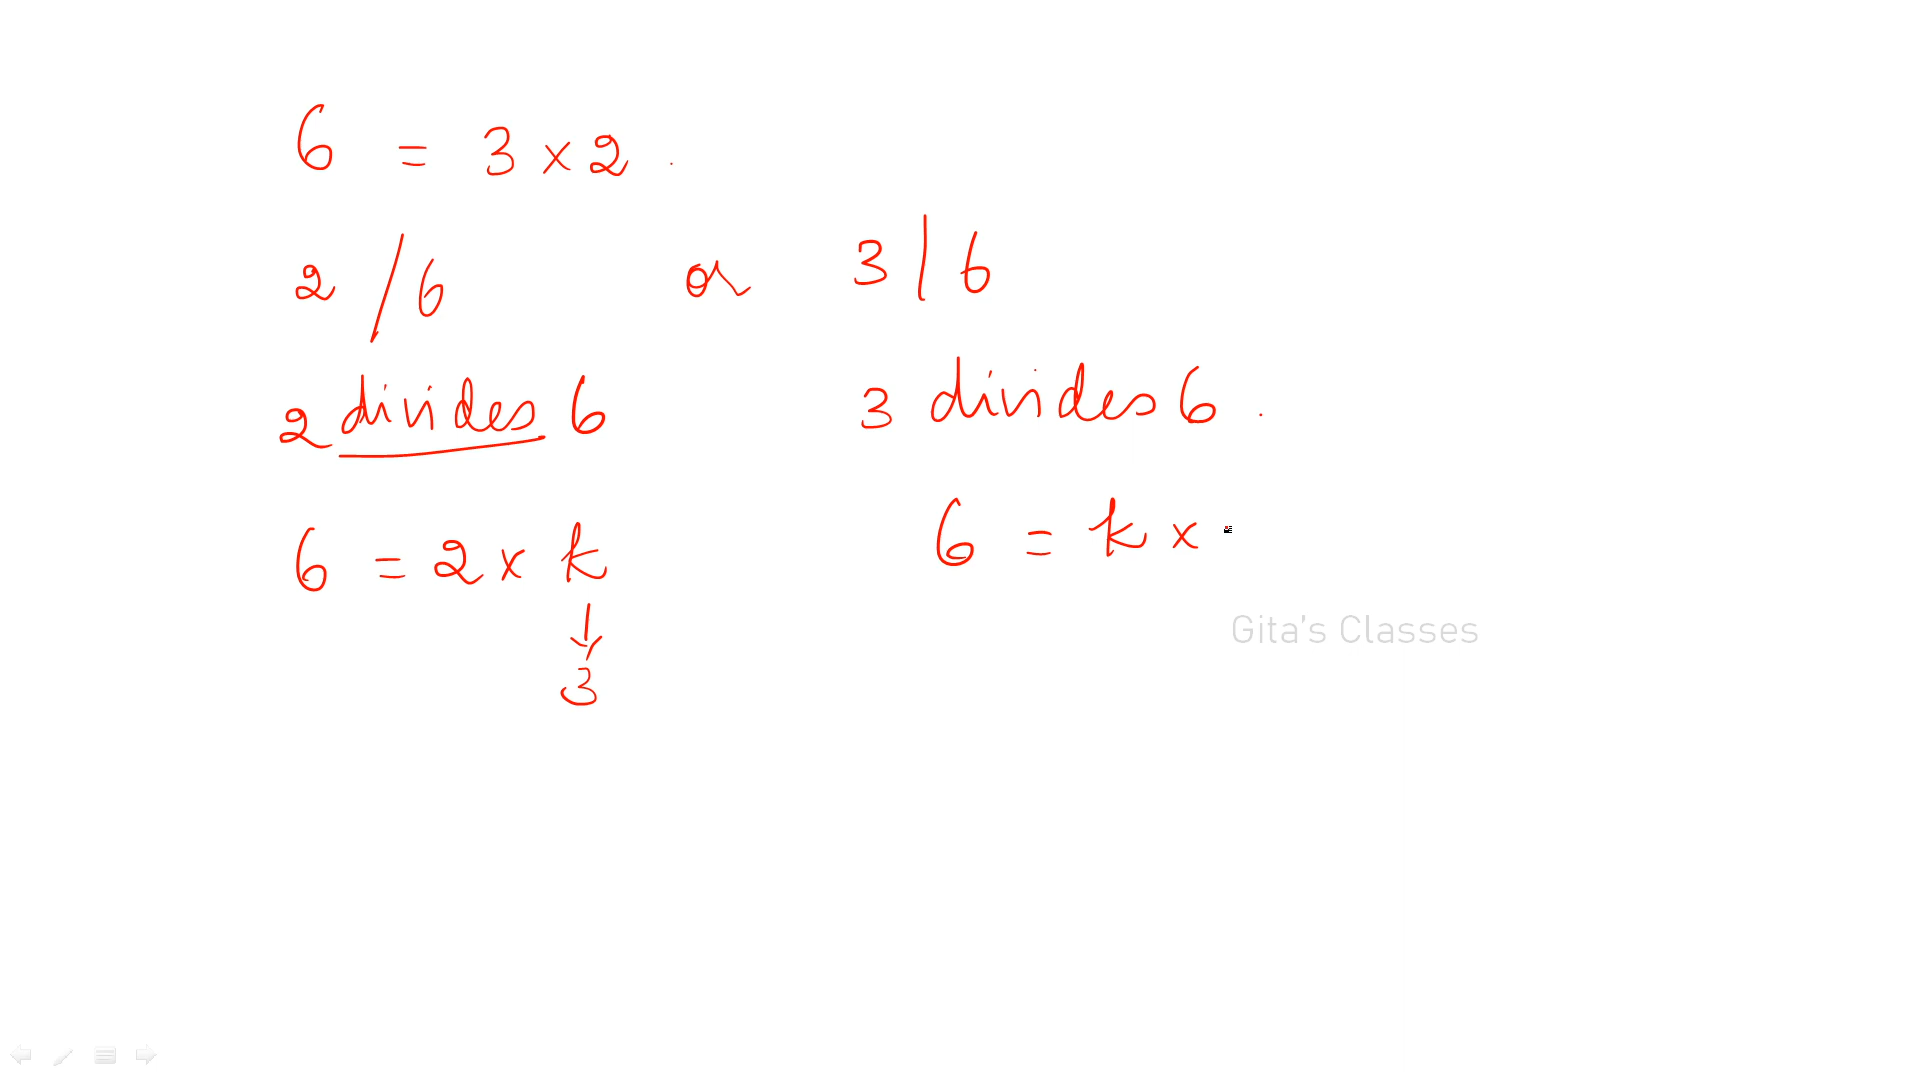 6 = 3 × 2 .
2 / 6 or 3 | 6
2 divides 6 3 divides 6 .
6 = 2 × k 6 = k ×
↓
3
Gita's Classes